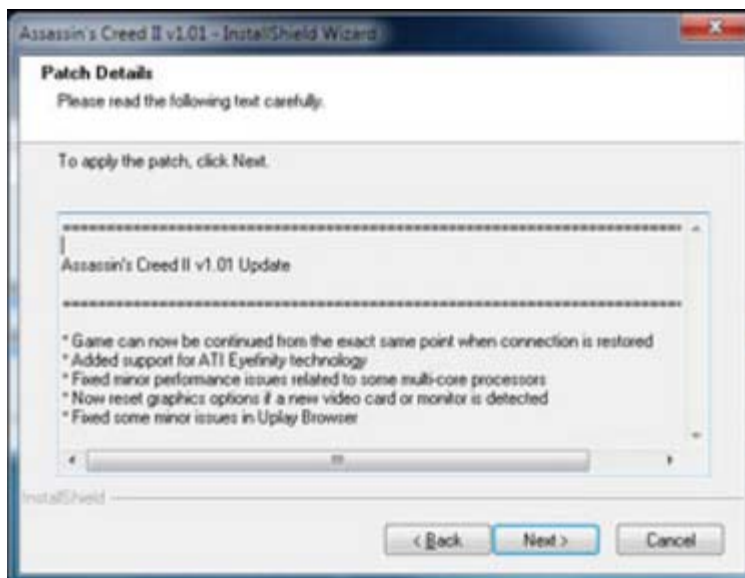 Assassin's Creed II v1.01 - InstallShield Wizard
Patch Details
Please read the following text carefully.
To apply the patch, click Next.
Assassin's Creed II v1.01 Update
* Game can now be continued from the exact same point when connection is restored
* Added support for ATI Eyefinity technology
* Fixed minor performance issues related to some multi-core processors
* Now reset graphics options if a new video card or monitor is detected
* Fixed some minor issues in Uplay Browser
InstallShield
< Back Next > Cancel